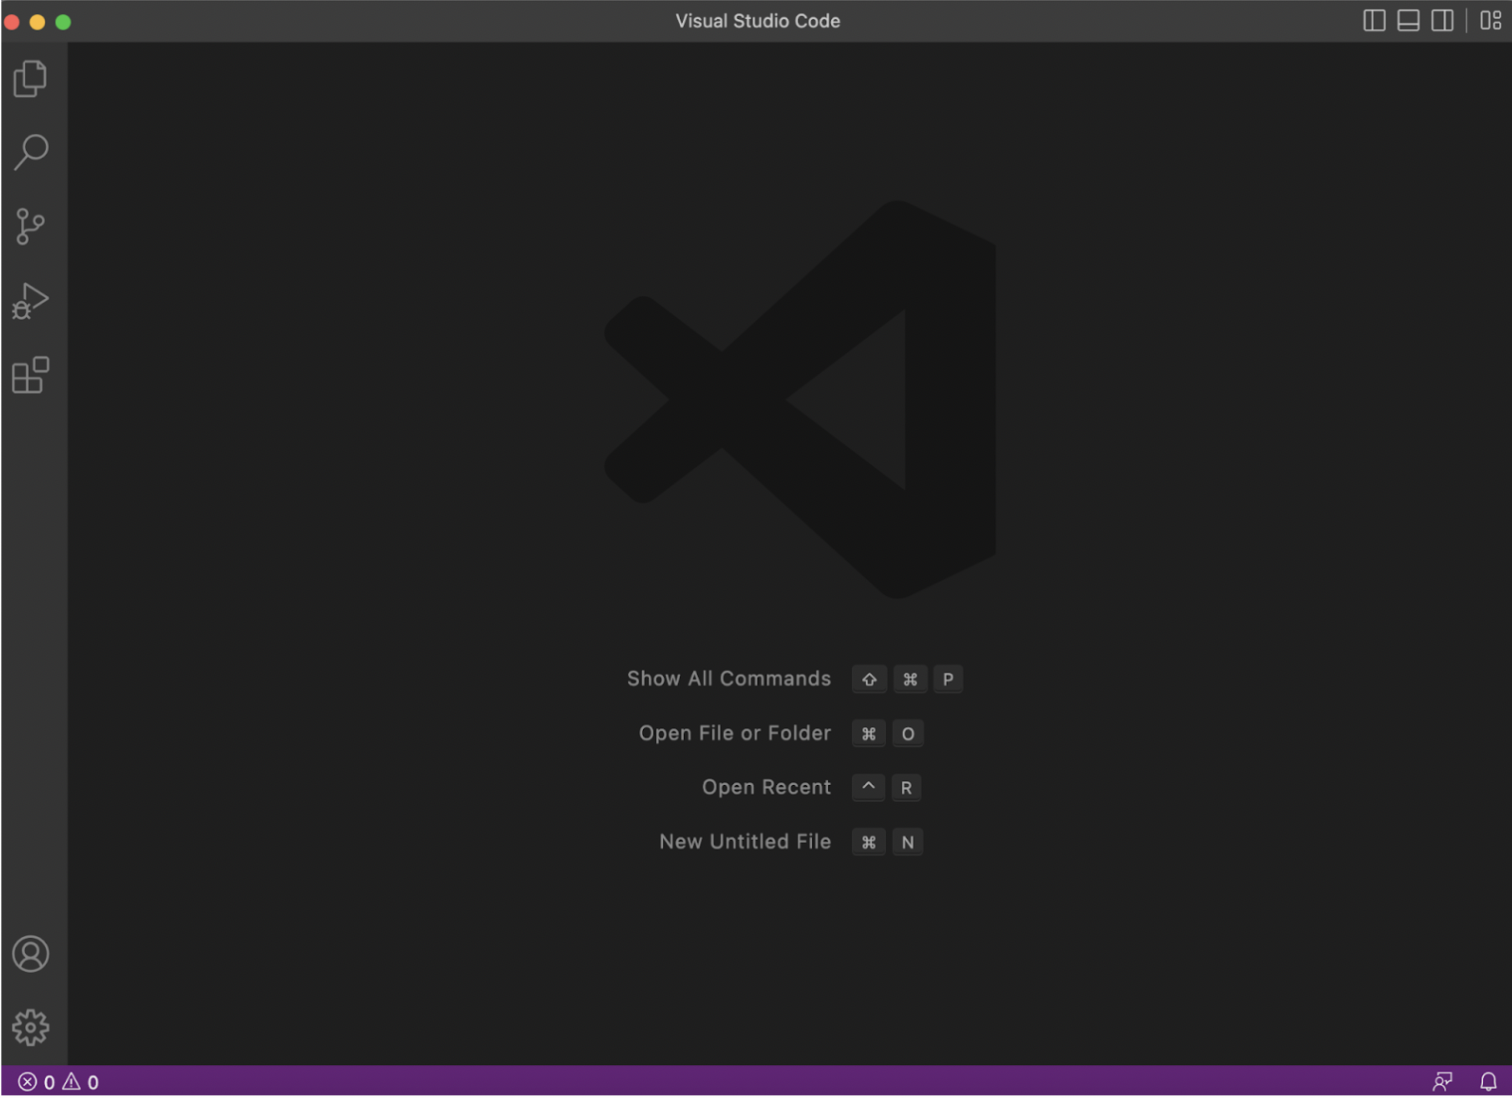 Visual Studio Code
Show All Commands ⇧ ⌘ P
Open File or Folder ⌘ O
Open Recent ^ R
New Untitled File ⌘ N
0 0